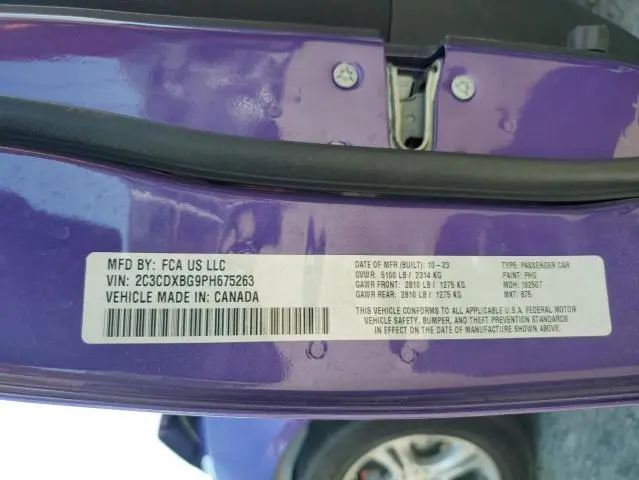 MFD BY: FCA US LLC
VIN: 2C3CDXBG9PH675263
VEHICLE MADE IN: CANADA
DATE OF MFR (BUILT): 10-23
GVWR: 5100 LB / 2314 KG
GAWR FRONT: 2810 LB / 1275 KG
GAWR REAR: 2810 LB / 1275 KG
TYPE: PASSENGER CAR
PAINT: PHG
MDH: 192507
MKT: 875
THIS VEHICLE CONFORMS TO ALL APPLICABLE U.S.A. FEDERAL MOTOR
VEHICLE SAFETY, BUMPER, AND THEFT PREVENTION STANDARDS
IN EFFECT ON THE DATE OF MANUFACTURE SHOWN ABOVE.